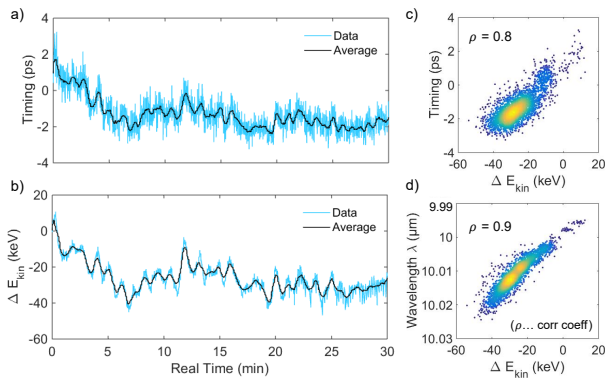 a)
4
2
0
-2
-4
Timing (ps)
Data
Average
b)
20
0
-20
-40
-60
Δ E_kin (keV)
Data
Average
0 5 10 15 20 25 30
Real Time (min)
c)
4
2
0
-2
-4
Timing (ps)
ρ = 0.8
-60 -40 -20 0 20
Δ E_kin (keV)
d)
9.99
10
10.01
10.02
10.03
Wavelength λ (µm)
ρ = 0.9
(ρ... corr coeff)
-60 -40 -20 0 20
Δ E_kin (keV)